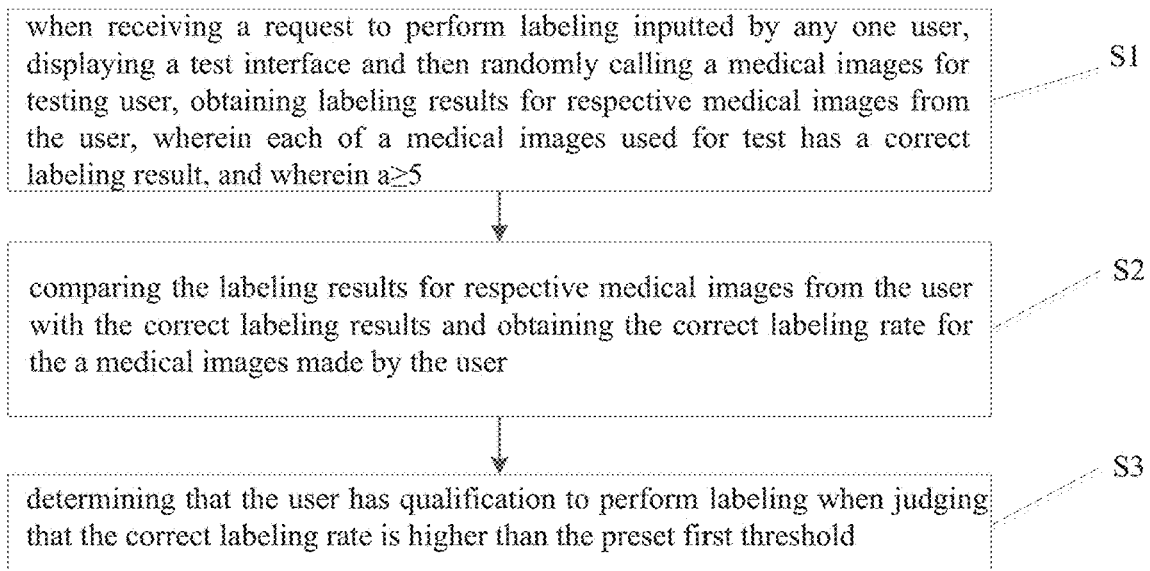 when receiving a request to perform labeling inputted by any one user,
displaying a test interface and then randomly calling a medical images for
testing user, obtaining labeling results for respective medical images from
the user, wherein each of a medical images used for test has a correct
labeling result, and wherein a≥5
S1
comparing the labeling results for respective medical images from the user
with the correct labeling results and obtaining the correct labeling rate for
the a medical images made by the user
S2
determining that the user has qualification to perform labeling when judging
that the correct labeling rate is higher than the preset first threshold
S3